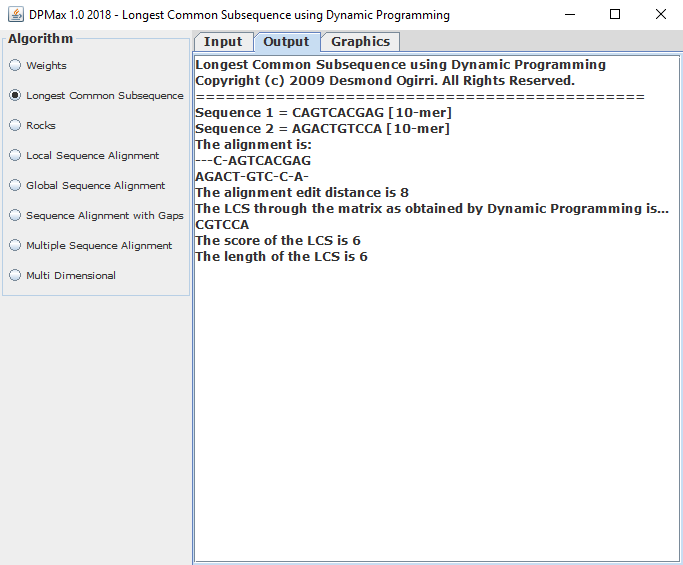 DPMax 1.0 2018 - Longest Common Subsequence using Dynamic Programming
Algorithm
Weights
Longest Common Subsequence
Rocks
Local Sequence Alignment
Global Sequence Alignment
Sequence Alignment with Gaps
Multiple Sequence Alignment
Multi Dimensional
Input Output Graphics
Longest Common Subsequence using Dynamic Programming
Copyright (c) 2009 Desmond Ogirri. All Rights Reserved.
=============================================
Sequence 1 = CAGTCACGAG [10-mer]
Sequence 2 = AGACTGTCCA [10-mer]
The alignment is:
---C-AGTCACGAG
AGACT-GTC-C-A-
The alignment edit distance is 8
The LCS through the matrix as obtained by Dynamic Programming is...
CGTCCA
The score of the LCS is 6
The length of the LCS is 6